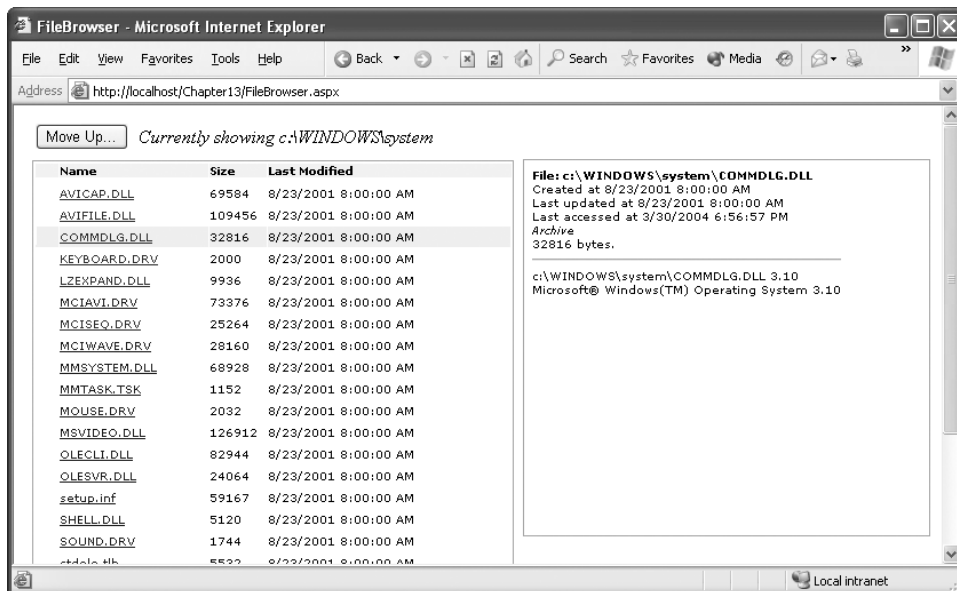 FileBrowser - Microsoft Internet Explorer
File Edit View Favorites Tools Help Back Search Favorites Media »
Address http://localhost/Chapter13/FileBrowser.aspx
Move Up... Currently showing c:\WINDOWS\system
Name Size Last Modified
AVICAP.DLL 69584 8/23/2001 8:00:00 AM
AVIFILE.DLL 109456 8/23/2001 8:00:00 AM
COMMDLG.DLL 32816 8/23/2001 8:00:00 AM
KEYBOARD.DRV 2000 8/23/2001 8:00:00 AM
LZEXPAND.DLL 9936 8/23/2001 8:00:00 AM
MCIAVI.DRV 73376 8/23/2001 8:00:00 AM
MCISEQ.DRV 25264 8/23/2001 8:00:00 AM
MCIWAVE.DRV 28160 8/23/2001 8:00:00 AM
MMSYSTEM.DLL 68928 8/23/2001 8:00:00 AM
MMTASK.TSK 1152 8/23/2001 8:00:00 AM
MOUSE.DRV 2032 8/23/2001 8:00:00 AM
MSVIDEO.DLL 126912 8/23/2001 8:00:00 AM
OLECLI.DLL 82944 8/23/2001 8:00:00 AM
OLESVR.DLL 24064 8/23/2001 8:00:00 AM
setup.inf 59167 8/23/2001 8:00:00 AM
SHELL.DLL 5120 8/23/2001 8:00:00 AM
SOUND.DRV 1744 8/23/2001 8:00:00 AM
stdole.tlb 5532 8/23/2001 8:00:00 AM
File: c:\WINDOWS\system\COMMDLG.DLL
Created at 8/23/2001 8:00:00 AM
Last updated at 8/23/2001 8:00:00 AM
Last accessed at 3/30/2004 6:56:57 PM
Archive
32816 bytes.
c:\WINDOWS\system\COMMDLG.DLL 3.10
Microsoft® Windows(TM) Operating System 3.10
Local intranet